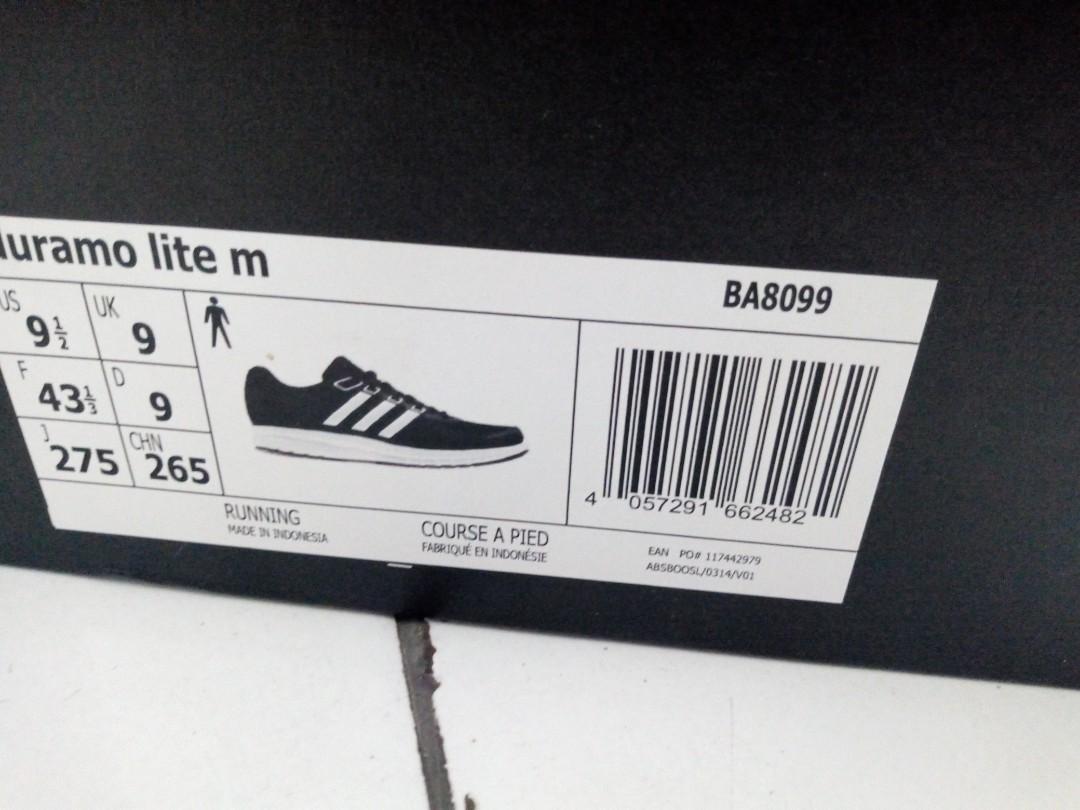 duramo lite m
BA8099
US 9½ UK 9
F 43⅓ D 9
J 275 CHN 265
4 057291 662482
RUNNING
MADE IN INDONESIA
COURSE A PIED
FABRIQUÉ EN INDONÉSIE
EAN PO# 117442979
ABSBOOSL/0314/V01